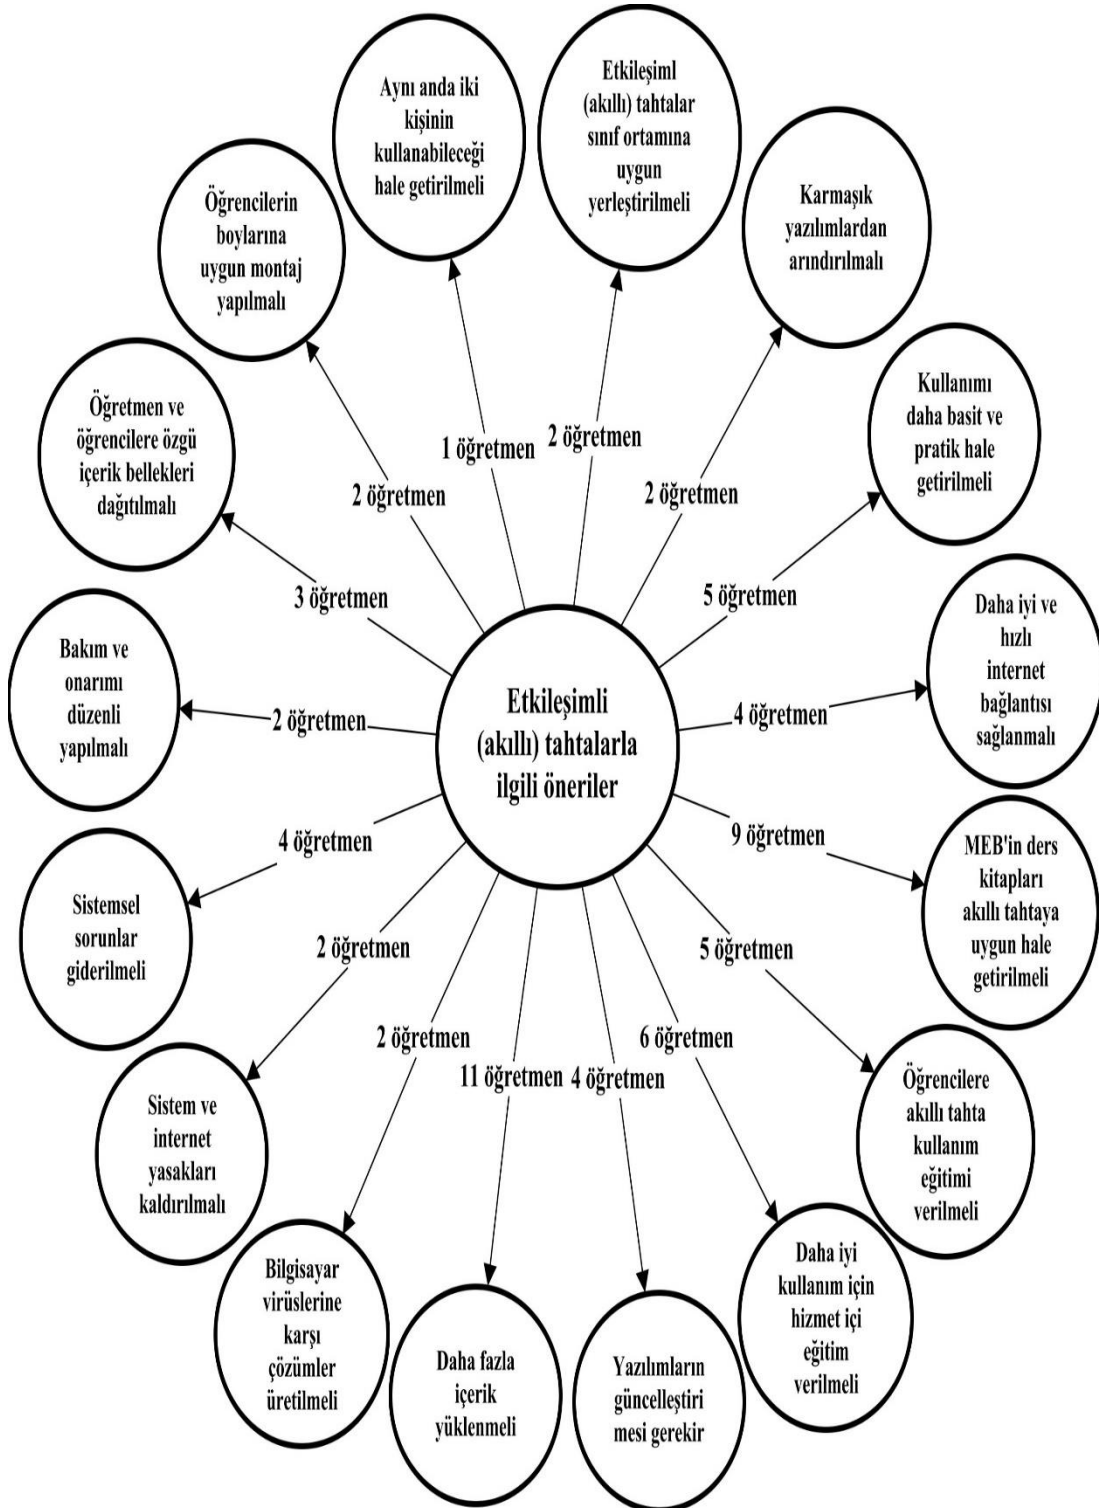 Aynı anda iki
kişinin
kullanabileceği
hale getirilmeli
1 öğretmen
Etkileşiml
(akıllı) tahtalar
sınıf ortamına
uygun
yerleştirilmeli
2 öğretmen
Karmaşık
yazılımlardan
arındırılmalı
2 öğretmen
Kullanımı
daha basit ve
pratik hale
getirilmeli
5 öğretmen
Daha iyi ve
hızlı
internet
bağlantısı
sağlanmalı
4 öğretmen
MEB'in ders
kitapları
akıllı tahtaya
uygun hale
getirilmeli
9 öğretmen
Öğrencilere
akıllı tahta
kullanım
eğitimi
verilmeli
5 öğretmen
Daha iyi
kullanım için
hizmet içi
eğitim
verilmeli
6 öğretmen
Yazılımların
güncelleştiri
mesi gerekir
4 öğretmen
Daha fazla
içerik
yüklenmeli
11 öğretmen
Bilgisayar
virüslerine
karşı
çözümler
üretilmeli
2 öğretmen
Sistem ve
internet
yasakları
kaldırılmalı
2 öğretmen
Sistemsel
sorunlar
giderilmeli
4 öğretmen
Bakım ve
onarımı
düzenli
yapılmalı
2 öğretmen
Öğretmen ve
öğrencilere özgü
içerik bellekleri
dağıtılmalı
3 öğretmen
Öğrencilerin
boylarına
uygun montaj
yapılmalı
2 öğretmen
Etkileşimli
(akıllı) tahtalarla
ilgili öneriler